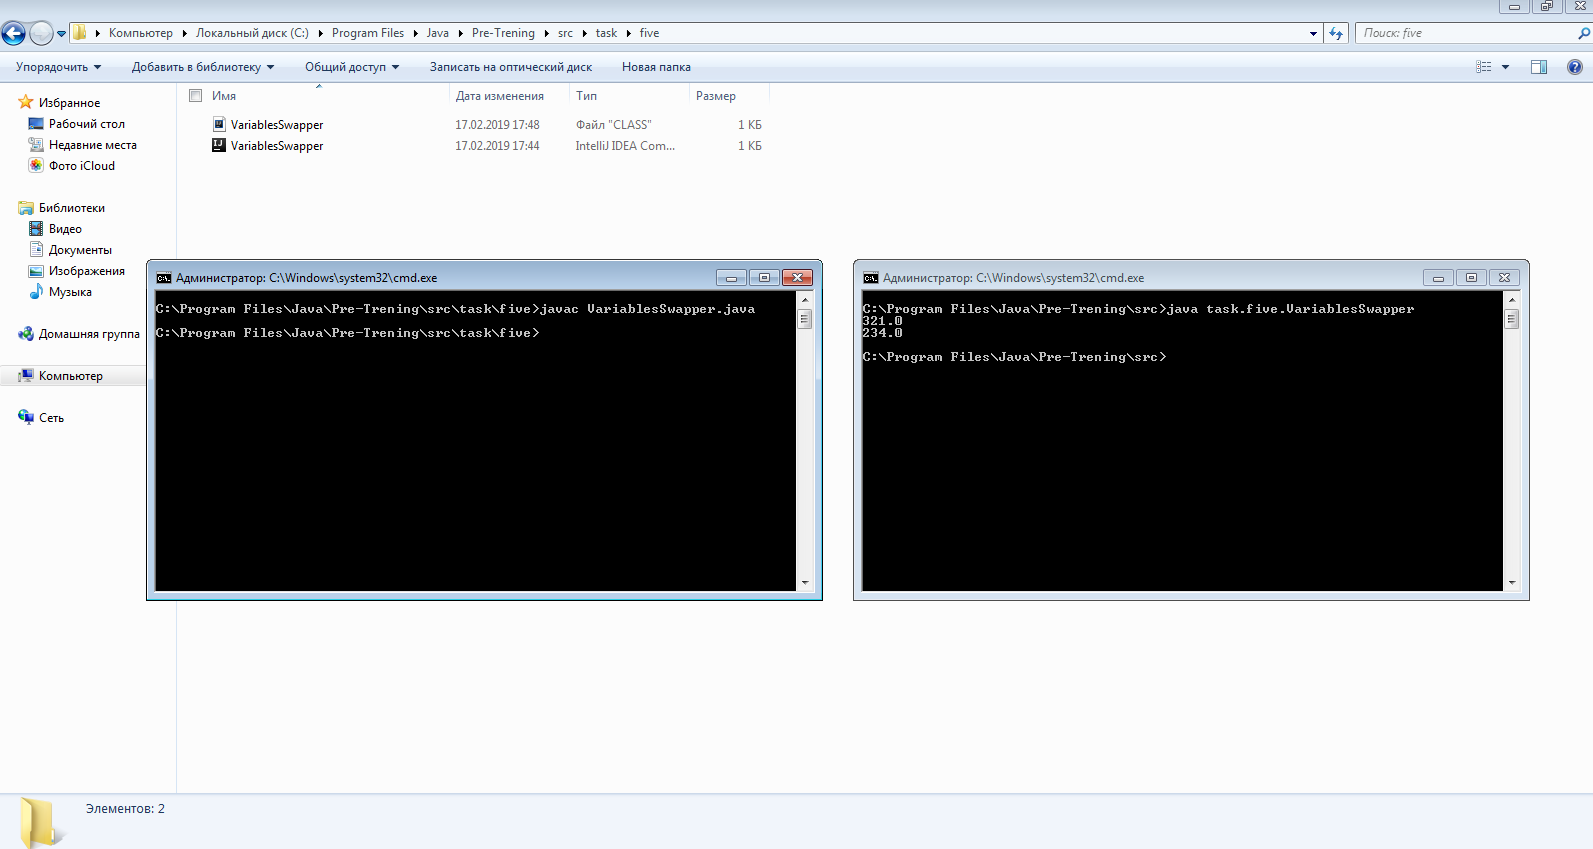 Компьютер Локальный диск (C:) Program Files Java Pre-Trening src task five Поиск: five
Упорядочить Добавить в библиотеку Общий доступ Записать на оптический диск Новая папка
Имя Дата изменения Тип Размер
VariablesSwapper 17.02.2019 17:48 Файл "CLASS" 1 КБ
VariablesSwapper 17.02.2019 17:44 IntelliJ IDEA Com... 1 КБ
Избранное
Рабочий стол
Недавние места
Фото iCloud
Библиотеки
Видео
Документы
Изображения
Музыка
Домашняя группа
Компьютер
Сеть
Администратор: C:\Windows\system32\cmd.exe
C:\Program Files\Java\Pre-Trening\src\task\five>javac VariablesSwapper.java
C:\Program Files\Java\Pre-Trening\src\task\five>
Администратор: C:\Windows\system32\cmd.exe
C:\Program Files\Java\Pre-Trening\src>java task.five.VariablesSwapper
321.0
234.0
C:\Program Files\Java\Pre-Trening\src>
Элементов: 2